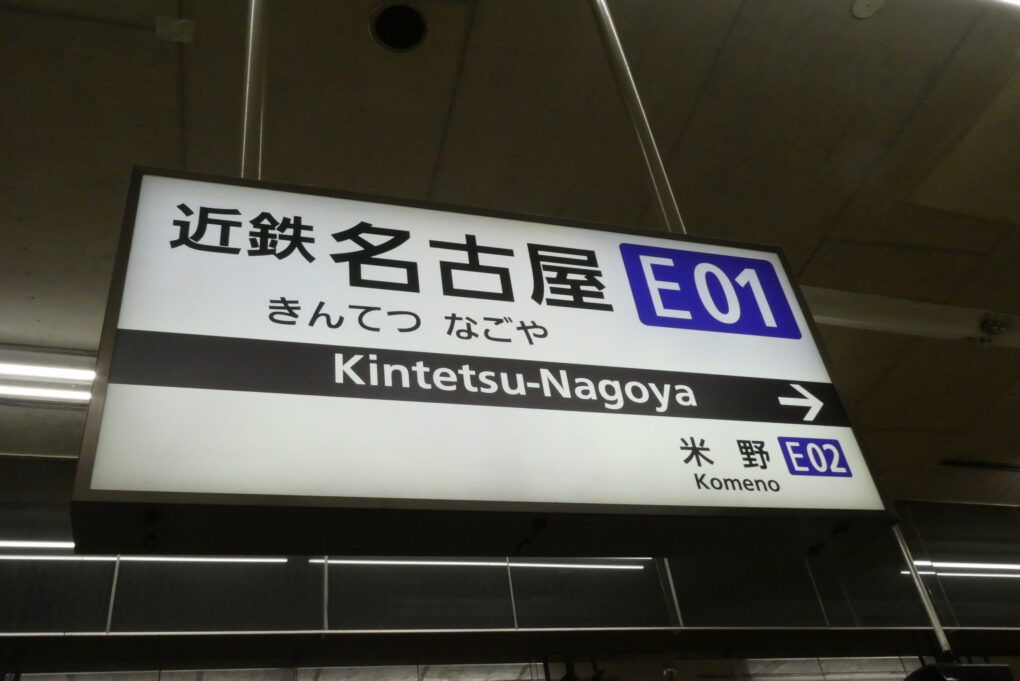 近鉄名古屋 E01
きんてつ なごや
Kintetsu-Nagoya →
米野 E02
Komeno